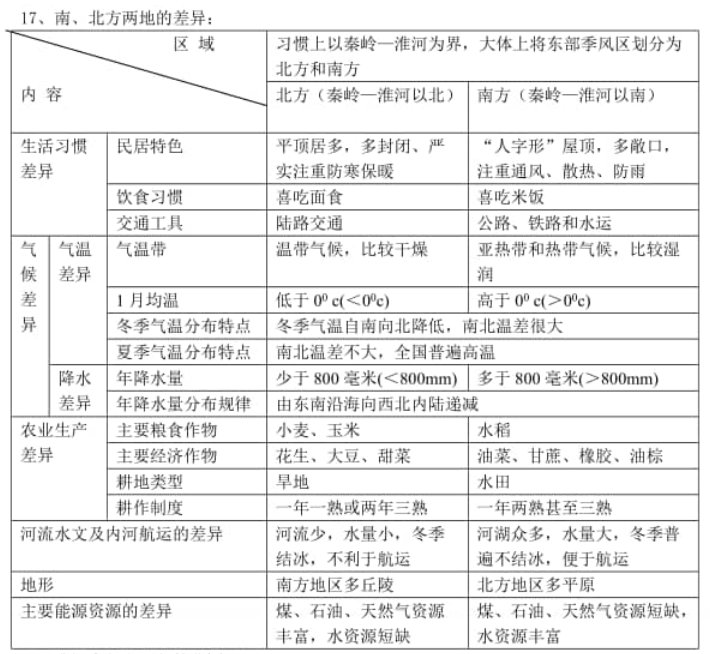 17、南、北方两地的差异：
区 域
习惯上以秦岭—淮河为界，大体上将东部季风区划分为
北方和南方
内 容
北方（秦岭—淮河以北）
南方（秦岭—淮河以南）
生活习惯
差异
民居特色
平顶居多，多封闭、严
实注重防寒保暖
“人字形”屋顶，多敞口，
注重通风、散热、防雨
饮食习惯
喜吃面食
喜吃米饭
交通工具
陆路交通
公路、铁路和水运
气
候
差
异
气温
差异
气温带
温带气候，比较干燥
亚热带和热带气候，比较湿
润
1 月均温
低于 0⁰ c(＜0⁰c)
高于 0⁰ c(＞0⁰c)
冬季气温分布特点
冬季气温自南向北降低，南北温差很大
夏季气温分布特点
南北温差不大，全国普遍高温
降水
差异
年降水量
少于 800 毫米(＜800mm)
多于 800 毫米(＞800mm)
年降水量分布规律
由东南沿海向西北内陆递减
农业生产
差异
主要粮食作物
小麦、玉米
水稻
主要经济作物
花生、大豆、甜菜
油菜、甘蔗、橡胶、油棕
耕地类型
旱地
水田
耕作制度
一年一熟或两年三熟
一年两熟甚至三熟
河流水文及内河航运的差异
河流少，水量小，冬季
结冰，不利于航运
河湖众多，水量大，冬季普
遍不结冰，便于航运
地形
南方地区多丘陵
北方地区多平原
主要能源资源的差异
煤、石油、天然气资源
丰富，水资源短缺
煤、石油、天然气资源短缺，
水资源丰富